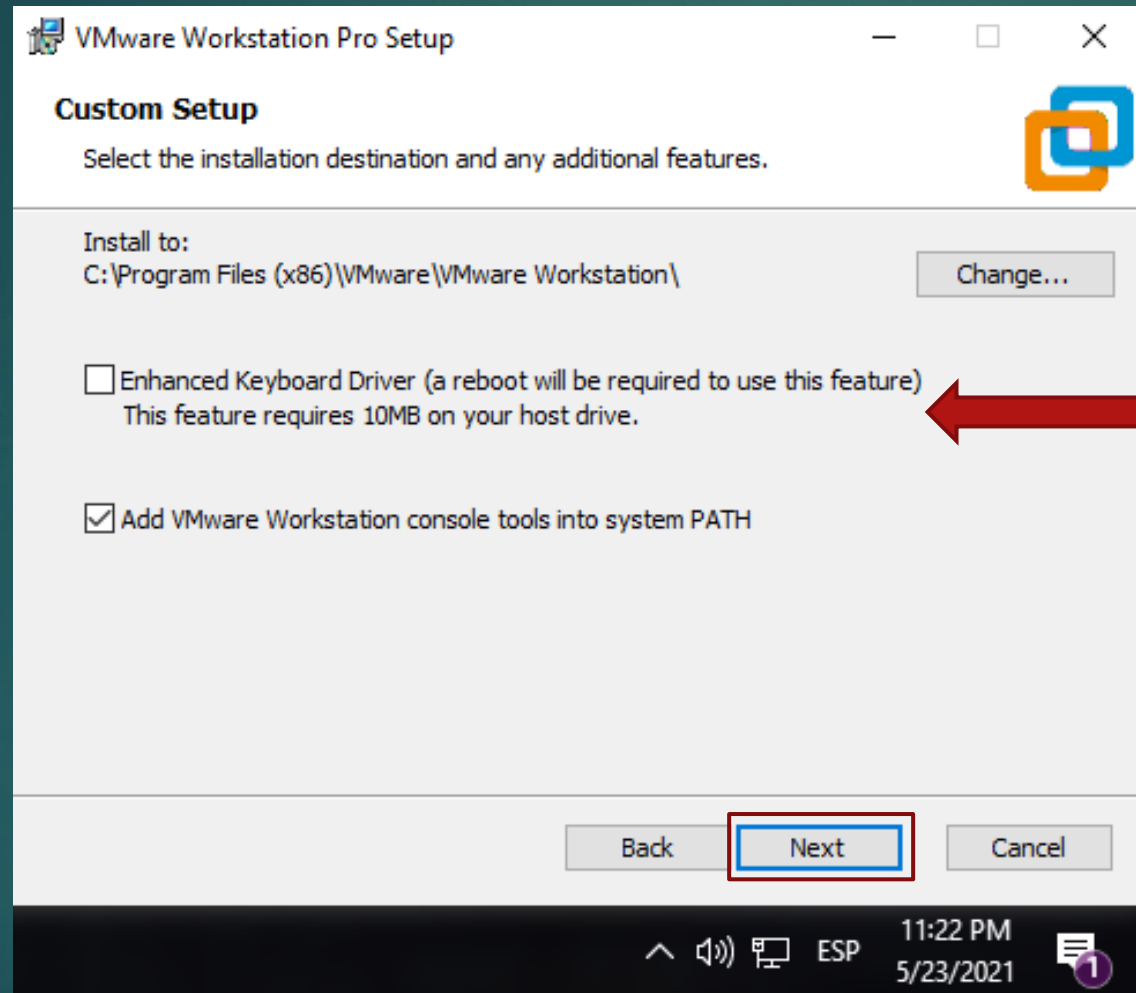 VMware Workstation Pro Setup
Custom Setup
Select the installation destination and any additional features.
Install to:
C:\Program Files (x86)\VMware\VMware Workstation\
Change...
Enhanced Keyboard Driver (a reboot will be required to use this feature)
This feature requires 10MB on your host drive.
Add VMware Workstation console tools into system PATH
Back Next Cancel
ESP
11:22 PM
5/23/2021
1